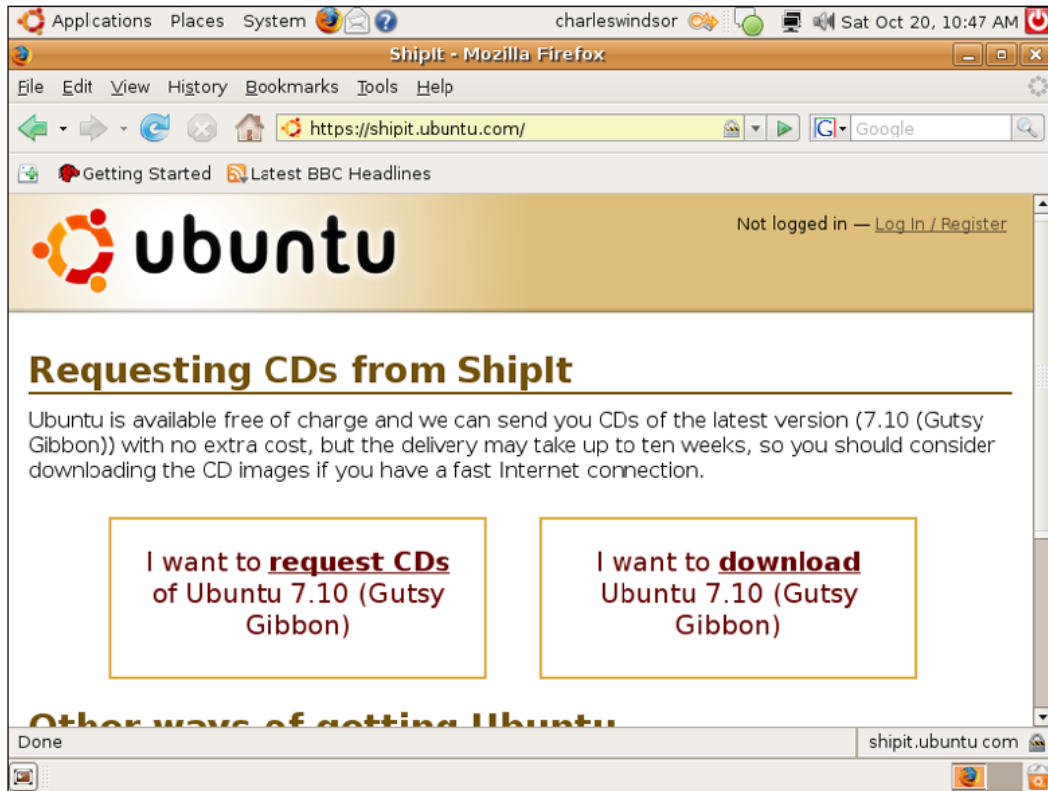 Applications Places System charleswindsor Sat Oct 20, 10:47 AM
ShipIt - Mozilla Firefox
File Edit View History Bookmarks Tools Help
https://shipit.ubuntu.com/ G Google
Getting Started Latest BBC Headlines
ubuntu
Not logged in — Log In / Register
Requesting CDs from ShipIt
Ubuntu is available free of charge and we can send you CDs of the latest version (7.10 (Gutsy
Gibbon)) with no extra cost, but the delivery may take up to ten weeks, so you should consider
downloading the CD images if you have a fast Internet connection.
I want to request CDs
of Ubuntu 7.10 (Gutsy
Gibbon)
I want to download
Ubuntu 7.10 (Gutsy
Gibbon)
Other ways of getting Ubuntu
Done shipit.ubuntu com